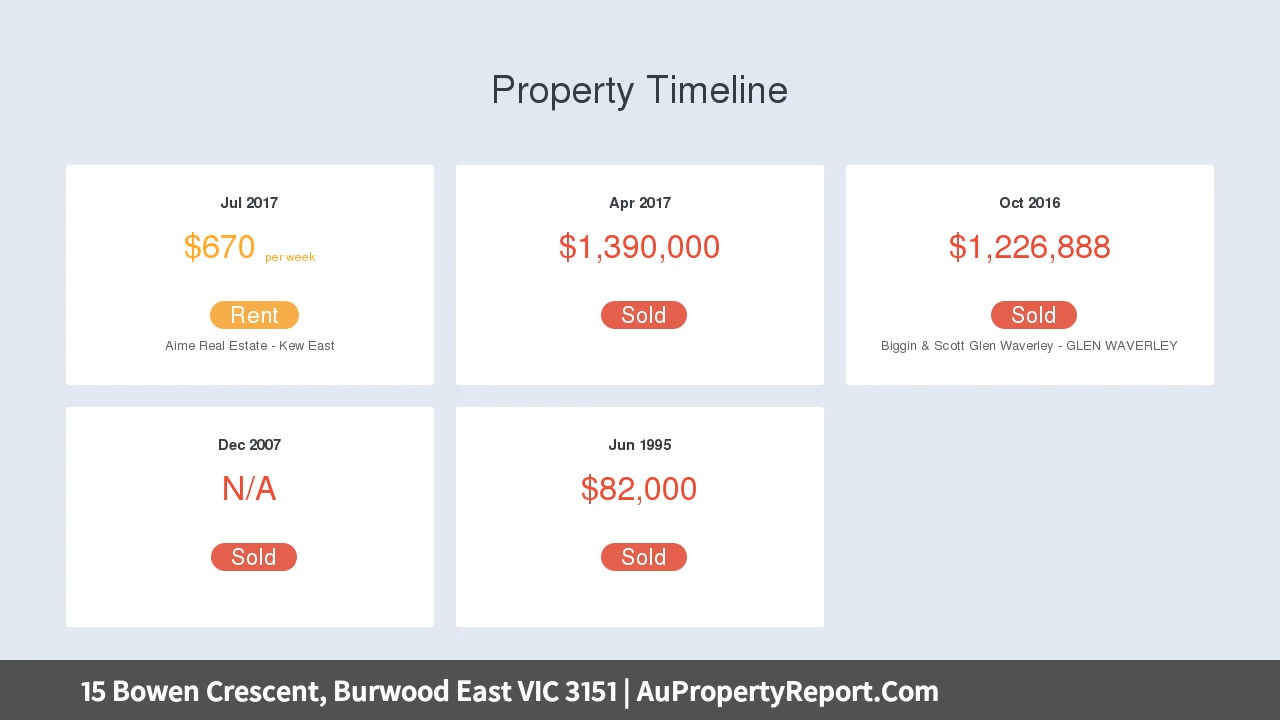 Property Timeline
Jul 2017
$670 per week
Rent
Aime Real Estate - Kew East
Apr 2017
$1,390,000
Sold
Oct 2016
$1,226,888
Sold
Biggin & Scott Glen Waverley - GLEN WAVERLEY
Dec 2007
N/A
Sold
Jun 1995
$82,000
Sold
15 Bowen Crescent, Burwood East VIC 3151 | AuPropertyReport.Com